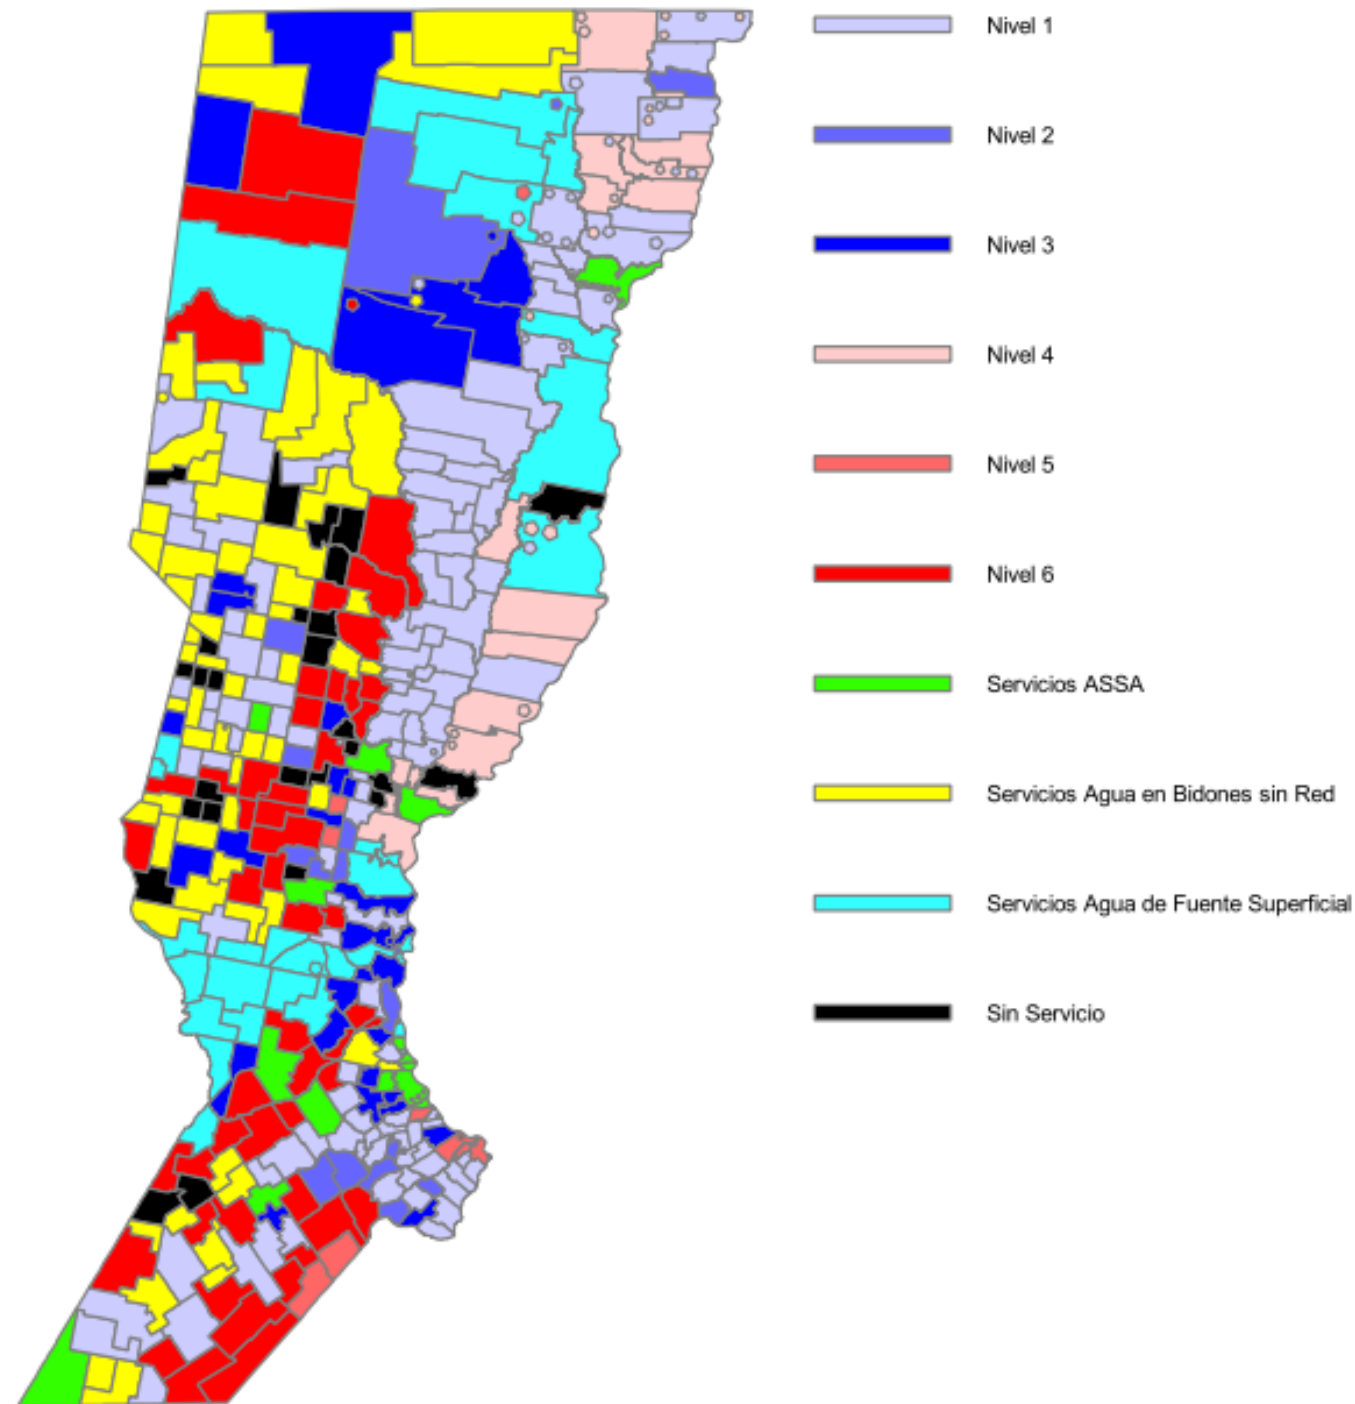 Nivel 1
Nivel 2
Nivel 3
Nivel 4
Nivel 5
Nivel 6
Servicios ASSA
Servicios Agua en Bidones sin Red
Servicios Agua de Fuente Superficial
Sin Servicio